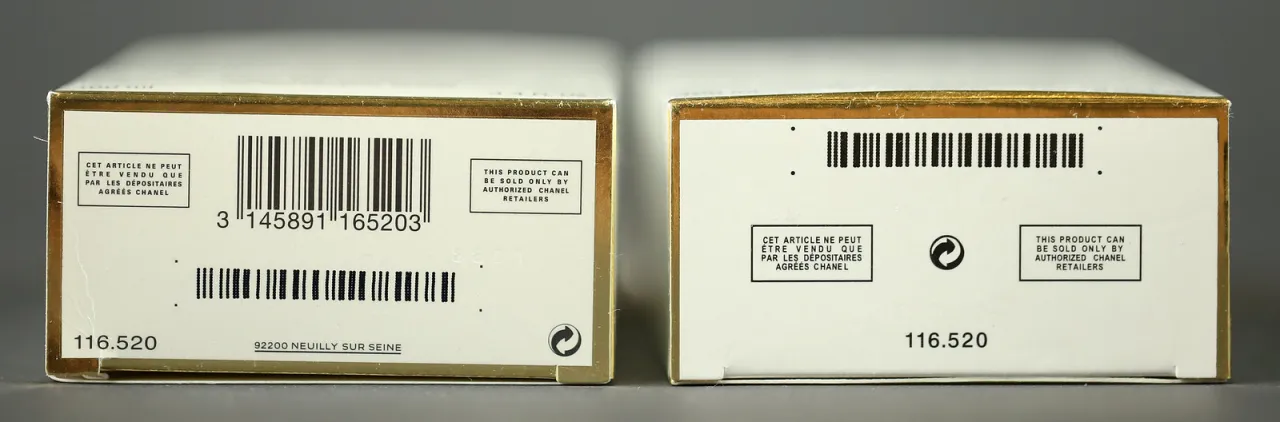 CET ARTICLE NE PEUT
ÊTRE VENDU QUE
PAR LES DÉPOSITAIRES
AGRÉÉS CHANEL
3 145891 165203
THIS PRODUCT CAN
BE SOLD ONLY BY
AUTHORIZED CHANEL
RETAILERS
116.520
92200 NEUILLY SUR SEINE
CET ARTICLE NE PEUT
ÊTRE VENDU QUE
PAR LES DÉPOSITAIRES
AGRÉÉS CHANEL
THIS PRODUCT CAN
BE SOLD ONLY BY
AUTHORIZED CHANEL
RETAILERS
116.520